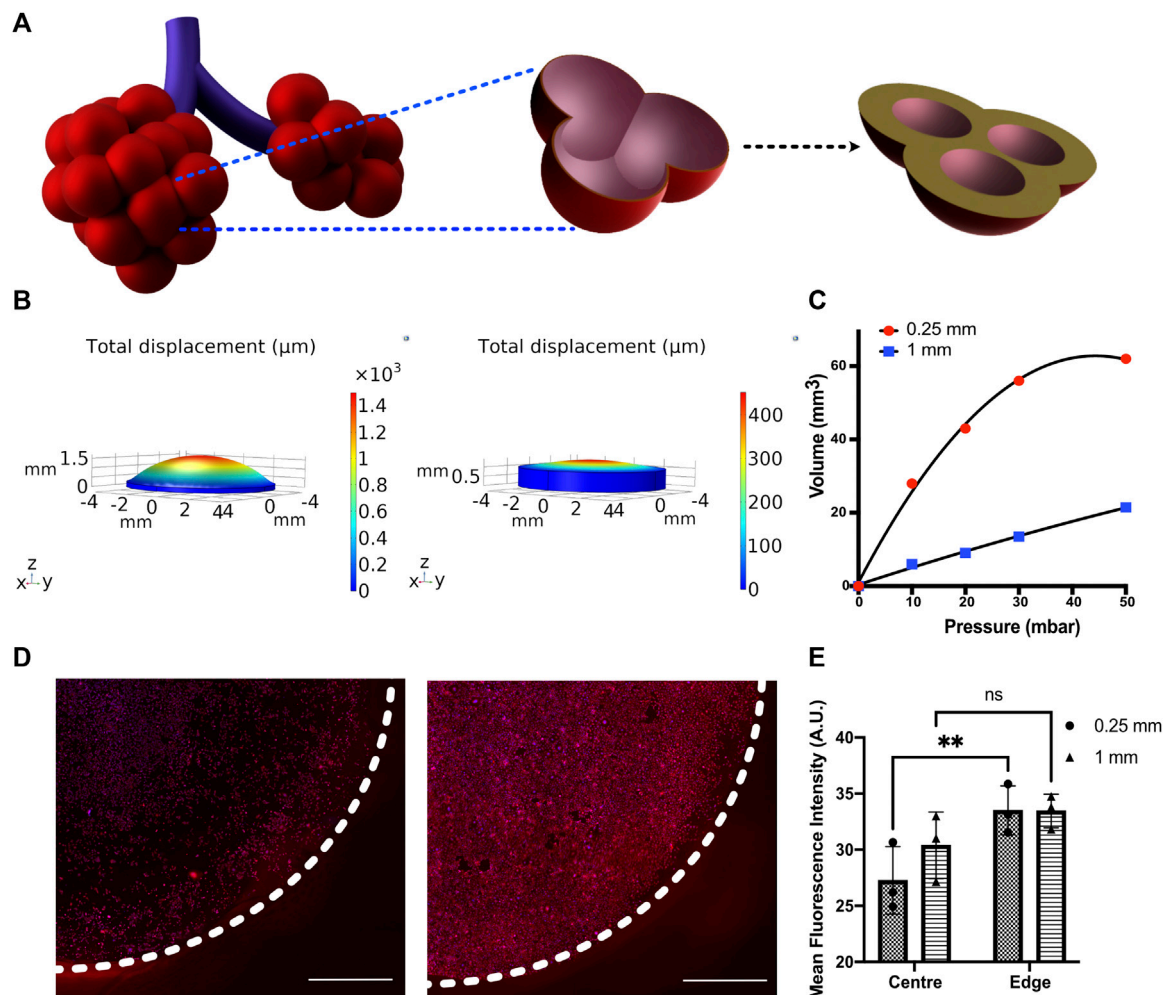 A
B
Total displacement (µm)
×10³
1.4
1.2
1
0.8
0.6
0.4
0.2
0
mm
1.5
0
-4 -2 0 2 44 0 -4
mm mm
z
x y
Total displacement (µm)
400
300
200
100
0
mm
0.5
-4 -2 0 2 44 0 -4
mm mm
z
x y
C
0.25 mm
1 mm
Volume (mm³)
60
40
20
0
0 10 20 30 40 50
Pressure (mbar)
D
E
ns
**
0.25 mm
1 mm
Mean Fluorescence Intensity (A.U.)
40
35
30
25
20
Centre Edge